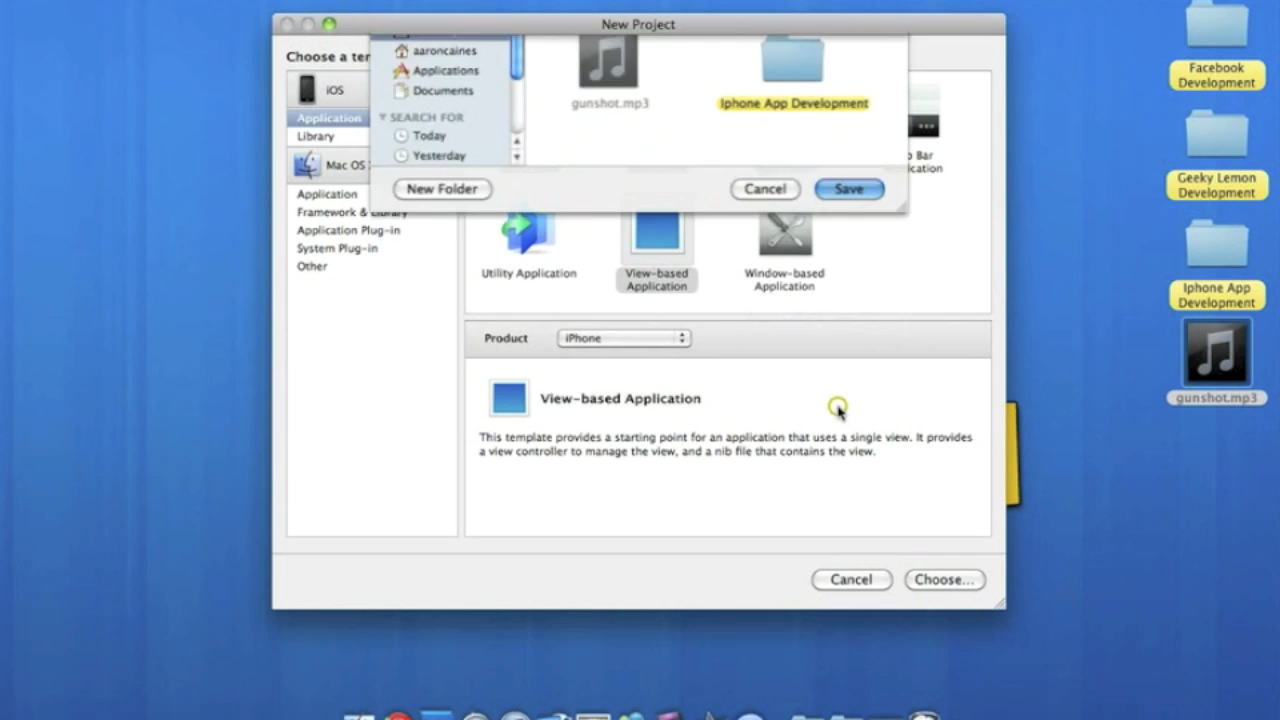 New Project
Choose a ter
aaroncaines
Applications
Documents
SEARCH FOR
Today
Yesterday
gunshot.mp3
Iphone App Development
New Folder
Cancel
Save
iOS
Application
Library
Mac OS
Application
Framework & Library
Application Plug-in
System Plug-in
Other
Bar
ication
Utility Application
View-based
Application
Window-based
Application
Product
iPhone
View-based Application
This template provides a starting point for an application that uses a single view. It provides
a view controller to manage the view, and a nib file that contains the view.
Cancel
Choose...
Facebook
Development
Geeky Lemon
Development
Iphone App
Development
gunshot.mp3